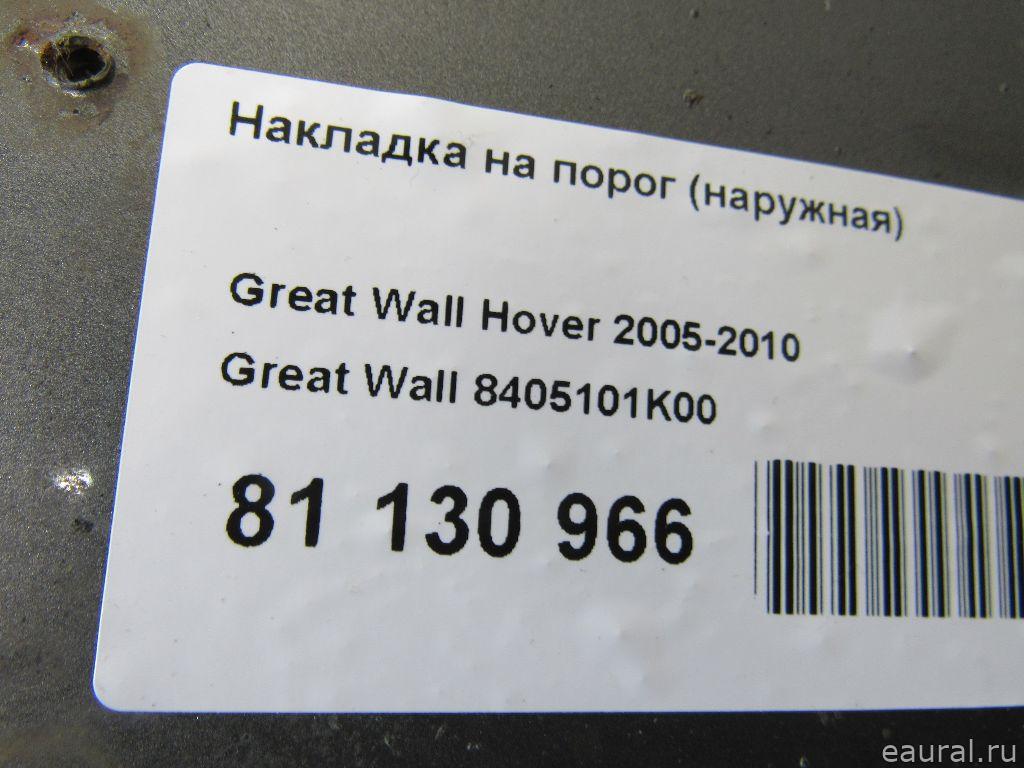 Накладка на порог (наружная)
Great Wall Hover 2005-2010
Great Wall 8405101K00
81 130 966
eaural.ru